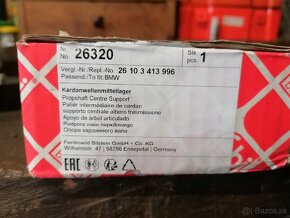 Nr.
No. 26320
Stk.
pcs. 1
Vergl.-Nr./Repl.-No. 26 10 3 413 996
Passend/To fit: BMW
Kardanwellenmittellager
Propshaft Centre Support
Palier intermédiaire de cardan
supporto centrale albero trasmissione
Apoyo de árbol articulado
Podpora wału napędowego
Опора карданного вала
Ferdinand Bilstein GmbH + Co. KG
Wilhelmstr. 47 | 58256 Ennepetal | Germany
EAC
Bazos.sk